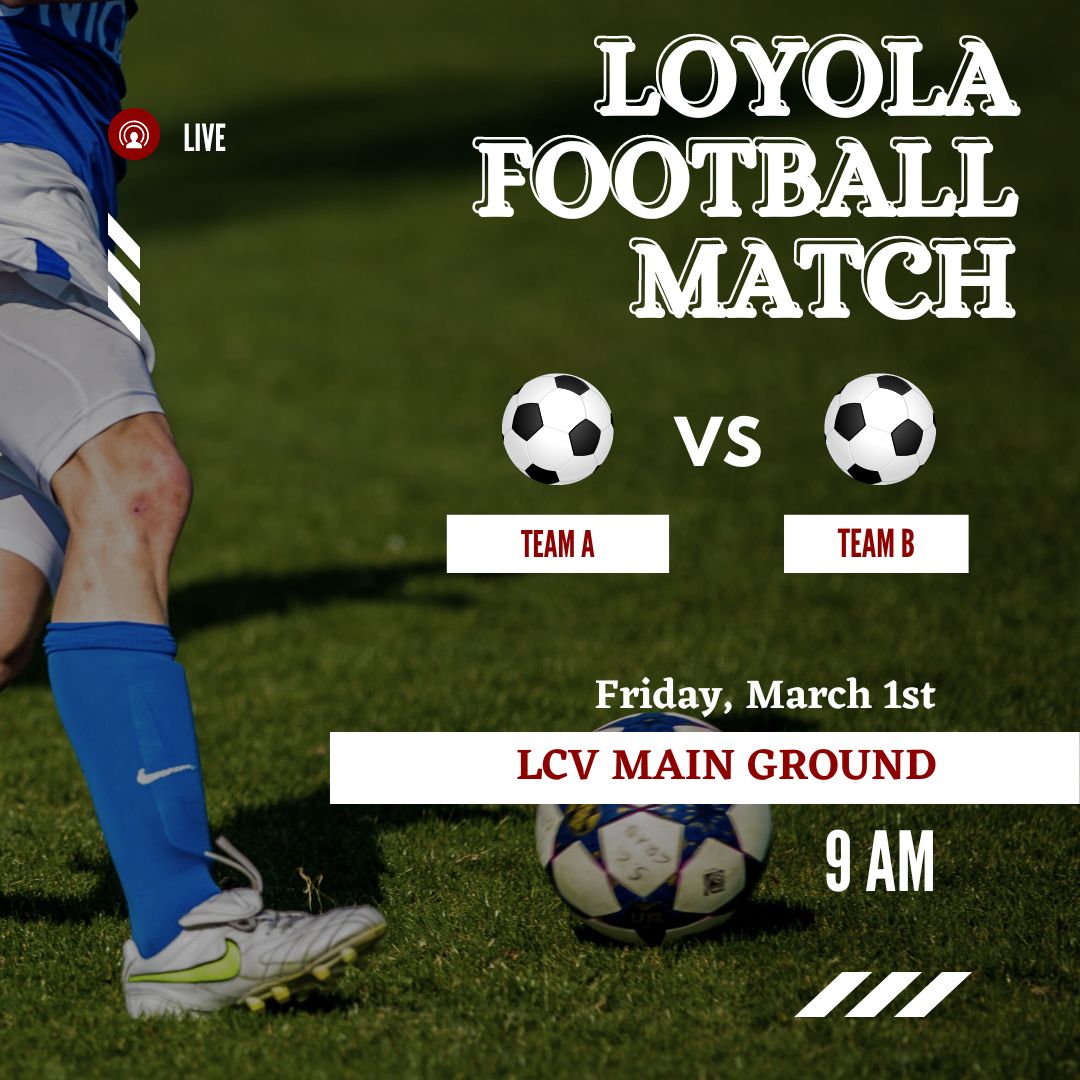 LOYOLA
FOOTBALL
MATCH
LIVE
VS
TEAM A
TEAM B
Friday, March 1st
LCV MAIN GROUND
9 AM